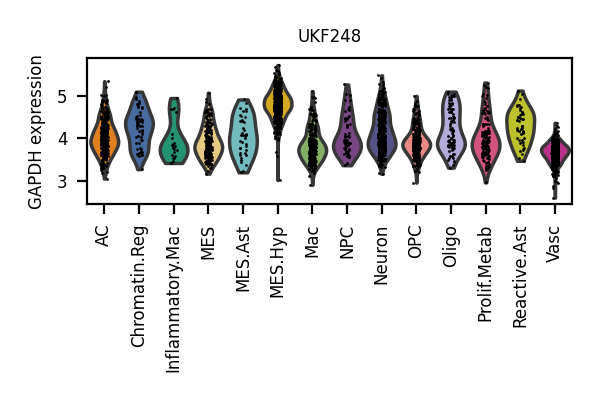 UKF248
GAPDH expression
5
4
3
AC
Chromatin.Reg
Inflammatory.Mac
MES
MES.Ast
MES.Hyp
Mac
NPC
Neuron
OPC
Oligo
Prolif.Metab
Reactive.Ast
Vasc